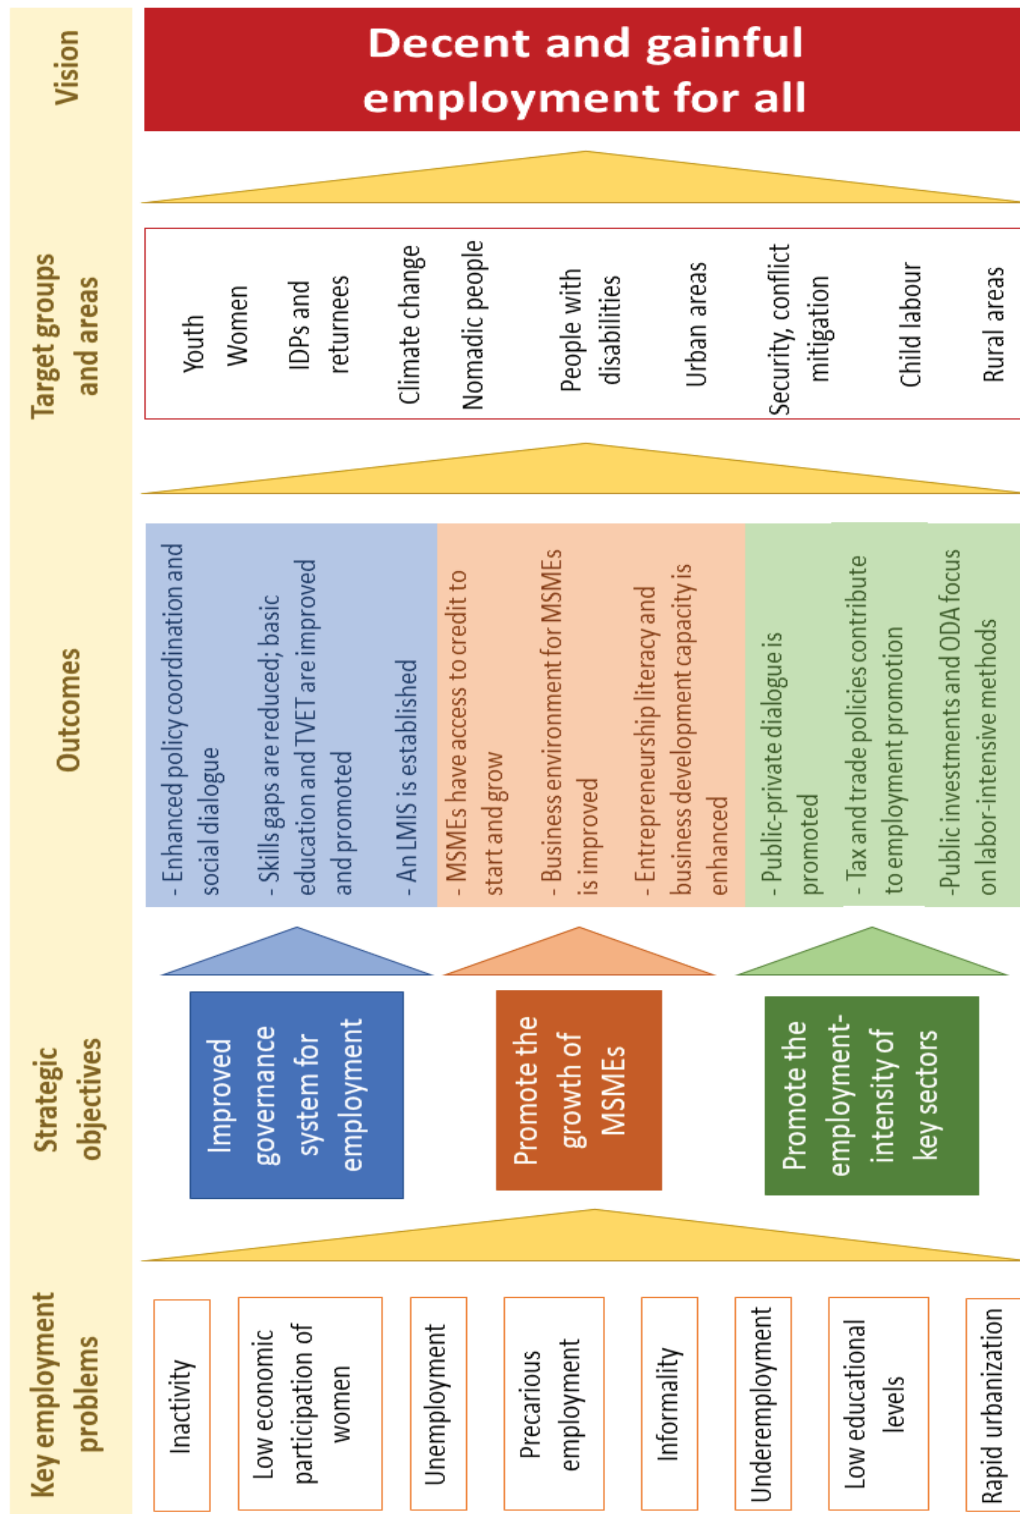 Key employment
problems
Strategic
objectives
Outcomes
Target groups
and areas
Vision
Inactivity
Low economic
participation of
women
Unemployment
Precarious
employment
Informality
Underemployment
Low educational
levels
Rapid urbanization
Improved
governance
system for
employment
Promote the
growth of
MSMEs
Promote the
employment-
intensity of
key sectors
- Enhanced policy coordination and
social dialogue
- Skills gaps are reduced; basic
education and TVET are improved
and promoted
- An LMIS is established
- MSMEs have access to credit to
start and grow
- Business environment for MSMEs
is improved
- Entrepreneurship literacy and
business development capacity is
enhanced
- Public-private dialogue is
promoted
- Tax and trade policies contribute
to employment promotion
-Public investments and ODA focus
on labor-intensive methods
Youth
Women
IDPs and
returnees
Climate change
Nomadic people
People with
disabilities
Urban areas
Security, conflict
mitigation
Child labour
Rural areas
Decent and gainful
employment for all